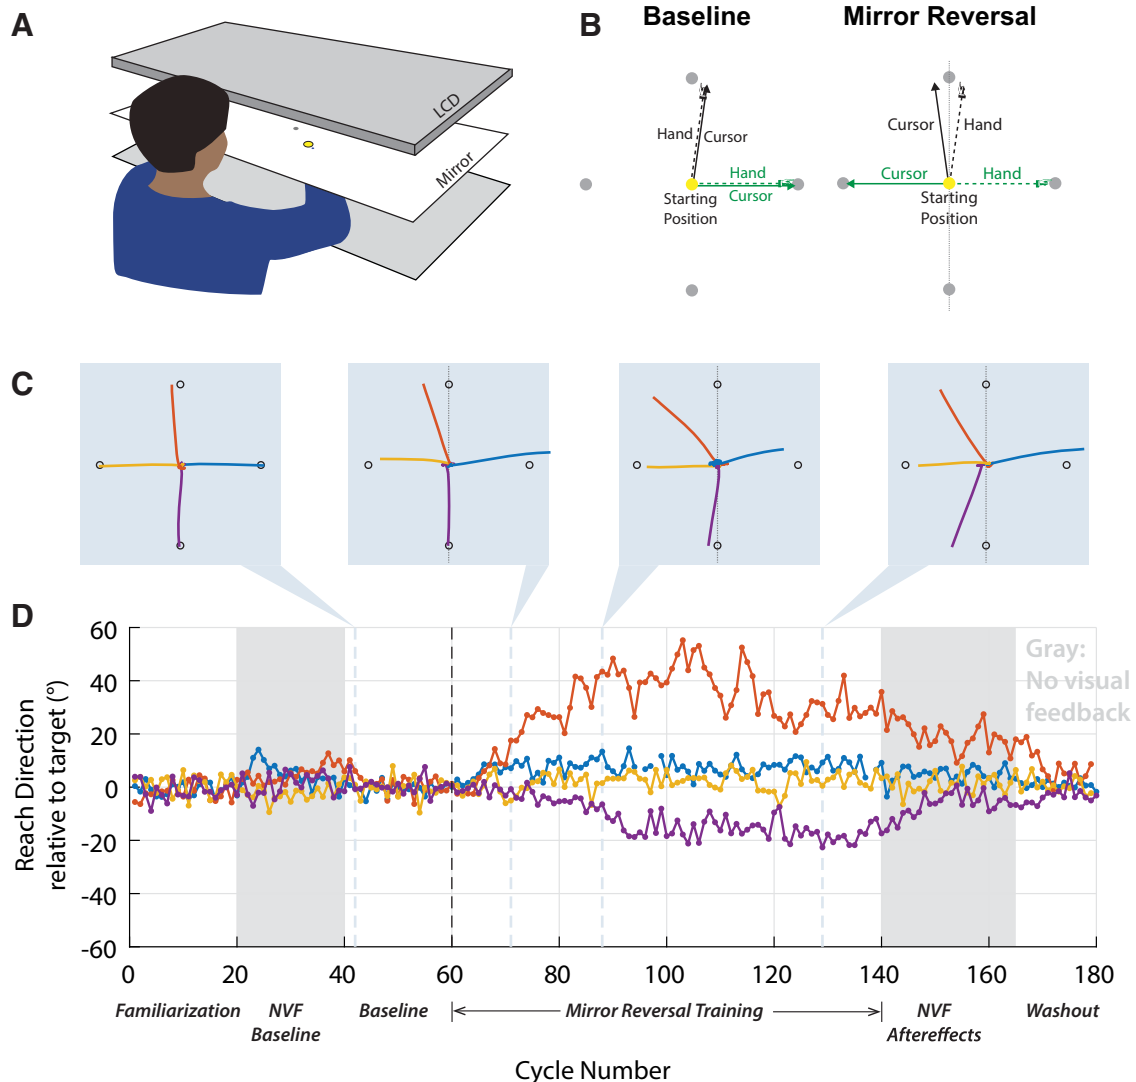 A
LCD
Mirror
B
Baseline
Mirror Reversal
Hand
Cursor
Hand
Cursor
Starting
Position
Cursor
Hand
Cursor
Hand
Starting
Position
C
D
Reach Direction
relative to target (°)
60
40
20
0
-20
-40
-60
Gray:
No visual
feedback
0 20 40 60 80 100 120 140 160 180
Familiarization
NVF
Baseline
Baseline
Mirror Reversal Training
NVF
Aftereffects
Washout
Cycle Number